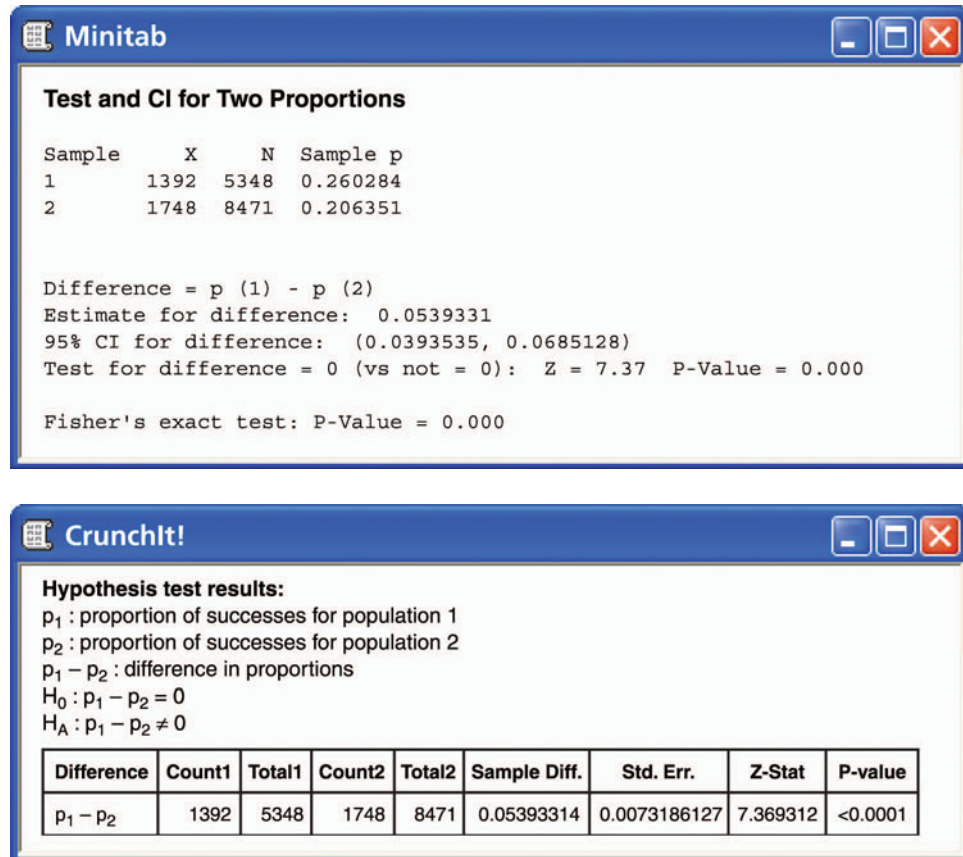 Minitab
Test and CI for Two Proportions
Sample X N Sample p
1 1392 5348 0.260284
2 1748 8471 0.206351
Difference = p (1) - p (2)
Estimate for difference: 0.0539331
95% CI for difference: (0.0393535, 0.0685128)
Test for difference = 0 (vs not = 0): Z = 7.37 P-Value = 0.000
Fisher's exact test: P-Value = 0.000
CrunchIt!
Hypothesis test results:
p₁ : proportion of successes for population 1
p₂ : proportion of successes for population 2
p₁ – p₂ : difference in proportions
H₀ : p₁ – p₂ = 0
Hᴀ : p₁ – p₂ ≠ 0
Difference Count1 Total1 Count2 Total2 Sample Diff. Std. Err. Z-Stat P-value
p₁ – p₂ 1392 5348 1748 8471 0.05393314 0.0073186127 7.369312 <0.0001